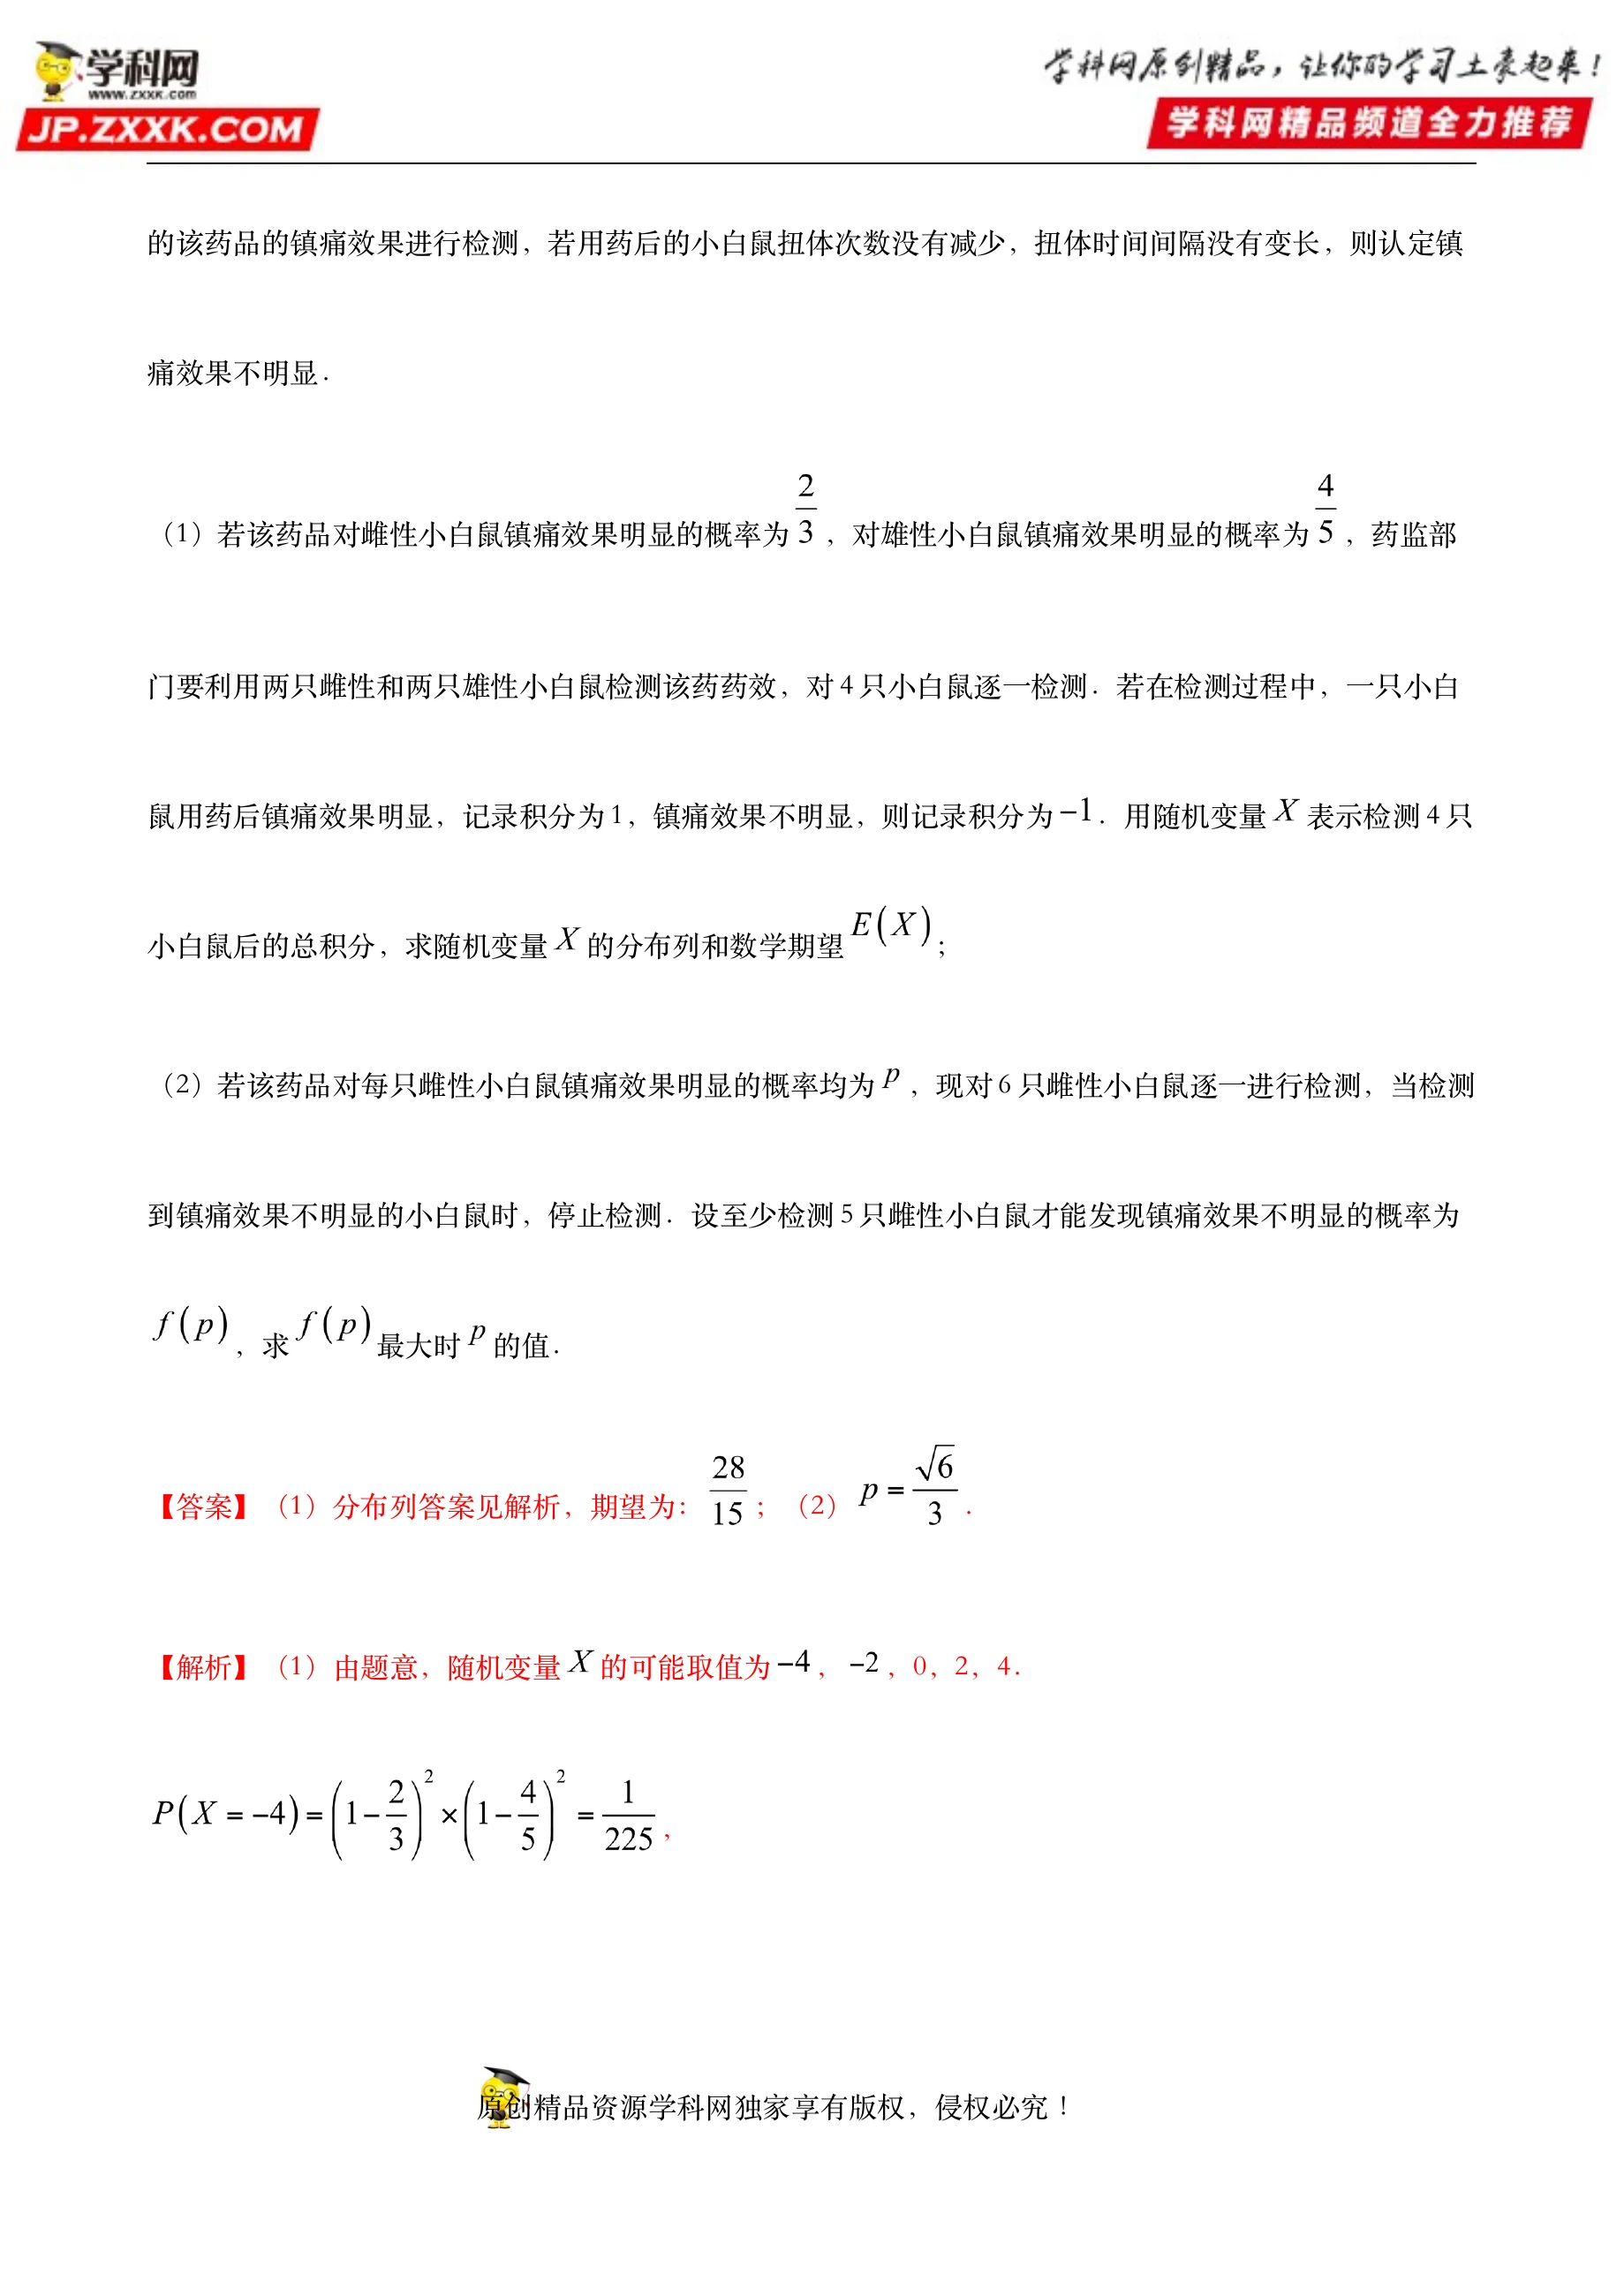 学科网
www.zxxk.com
JP.ZXXK.COM
学科网原创精品，让你的学习土豪起来！
学科网精品频道全力推荐
的该药品的镇痛效果进行检测，若用药后的小白鼠扭体次数没有减少，扭体时间间隔没有变长，则认定镇
痛效果不明显．
（1）若该药品对雌性小白鼠镇痛效果明显的概率为 2/3 ，对雄性小白鼠镇痛效果明显的概率为 4/5 ，药监部
门要利用两只雌性和两只雄性小白鼠检测该药药效，对 4 只小白鼠逐一检测．若在检测过程中，一只小白
鼠用药后镇痛效果明显，记录积分为 1，镇痛效果不明显，则记录积分为 −1．用随机变量 X 表示检测 4 只
小白鼠后的总积分，求随机变量 X 的分布列和数学期望 E(X)；
（2）若该药品对每只雌性小白鼠镇痛效果明显的概率均为 p ，现对 6 只雌性小白鼠逐一进行检测，当检测
到镇痛效果不明显的小白鼠时，停止检测．设至少检测 5 只雌性小白鼠才能发现镇痛效果不明显的概率为
f(p)，求 f(p) 最大时 p 的值．
【答案】（1）分布列答案见解析，期望为： 28/15 ；（2） p = √6/3 ．
【解析】（1）由题意，随机变量 X 的可能取值为 −4 ， −2 ，0，2，4．
P(X = −4) = (1 − 2/3)² × (1 − 4/5)² = 1/225 ，
原创精品资源学科网独家享有版权，侵权必究！